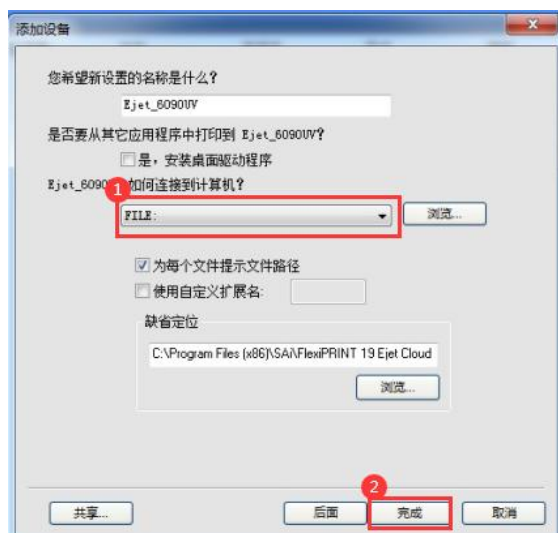 添加设备
您希望新设置的名称是什么?
Ejet_6090UV
是否要从其它应用程序中打印到 Ejet_6090UV?
是，安装桌面驱动程序
Ejet_6090 如何连接到计算机?
1
FILE:
浏览...
为每个文件提示文件路径
使用自定义扩展名:
缺省定位
C:\Program Files (x86)\SAi\FlexiPRINT 19 Ejet Cloud
浏览...
2
共享... 后面 完成 取消